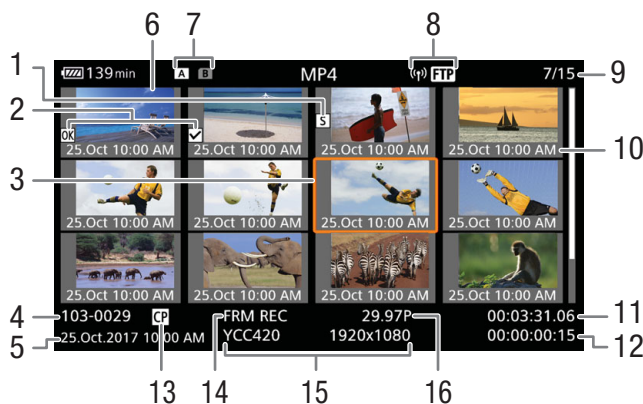 6 7 8
139min A B MP4 FTP 7/15 9
1 S
2 OK
25.Oct 10:00 AM 25.Oct 10:00 AM 25.Oct 10:00 AM 25.Oct 10:00 AM 10
3
25.Oct 10:00 AM 25.Oct 10:00 AM 25.Oct 10:00 AM 25.Oct 10:00 AM
25.Oct 10:00 AM 25.Oct 10:00 AM 25.Oct 10:00 AM 25.Oct 10:00 AM
4 103-0029 CP FRM REC 29.97P 00:03:31.06 11
5 25.Oct.2017 10:00 AM YCC420 1920x1080 00:00:00:15 12
13 14 15 16